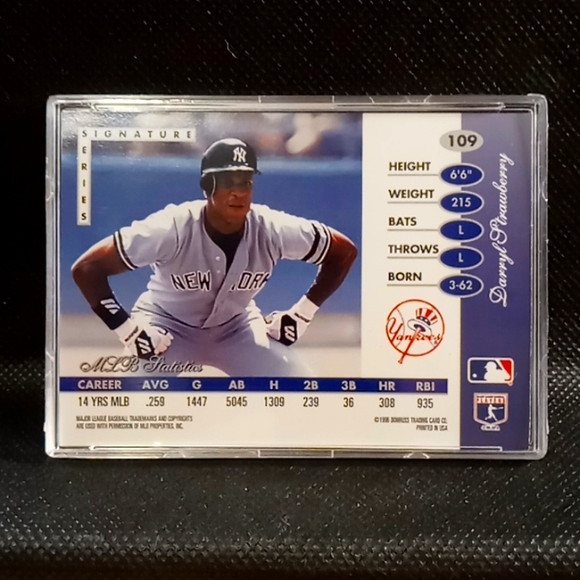 SIGNATURE
SERIES
109
HEIGHT 6'6"
WEIGHT 215
BATS L
THROWS L
BORN 3-62
Darryl Strawberry
NY
NEW YORK
Yankees
MLB Statistics
CAREER AVG G AB H 2B 3B HR RBI
14 YRS MLB .259 1447 5045 1309 239 36 308 935
MAJOR LEAGUE BASEBALL TRADEMARKS AND COPYRIGHTS
ARE USED WITH PERMISSION OF MLB PROPERTIES, INC.
©1996 DONRUSS TRADING CARD CO.
PRINTED IN USA
PLAYERS